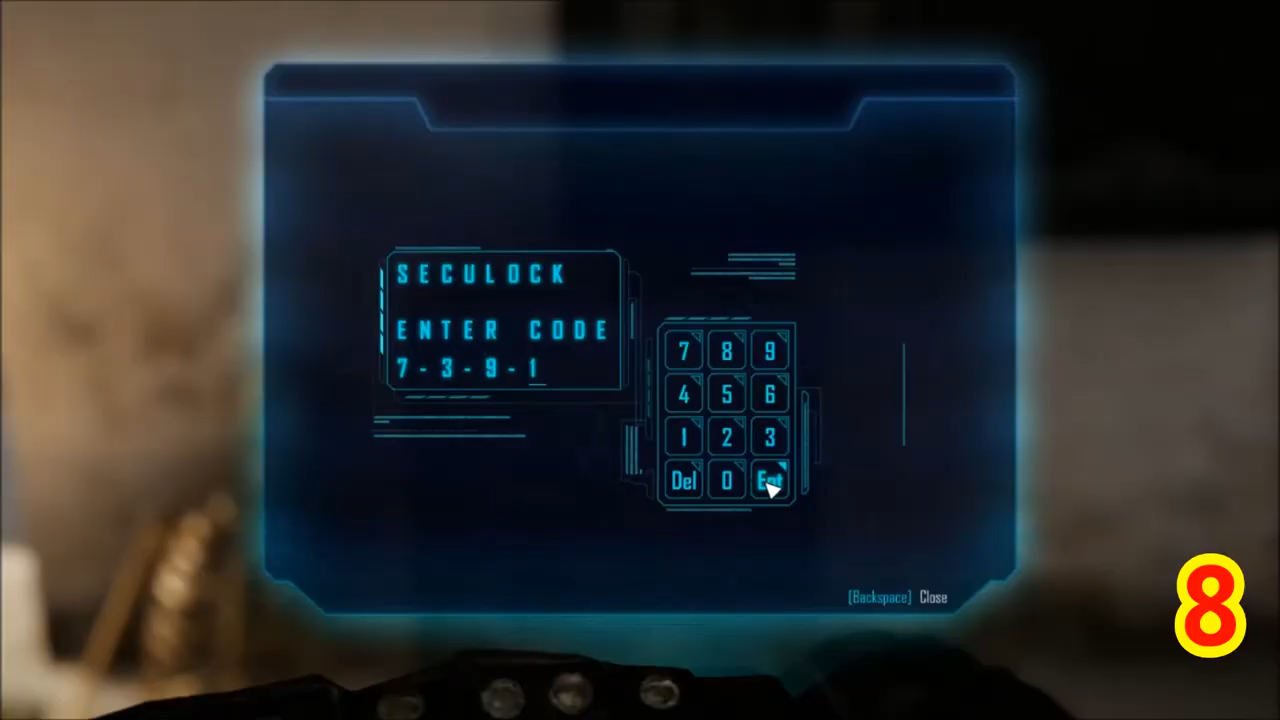 SECULOCK
ENTER CODE
7-3-9-1
7 8 9
4 5 6
1 2 3
Del 0 Ent
[Backspace] Close
8